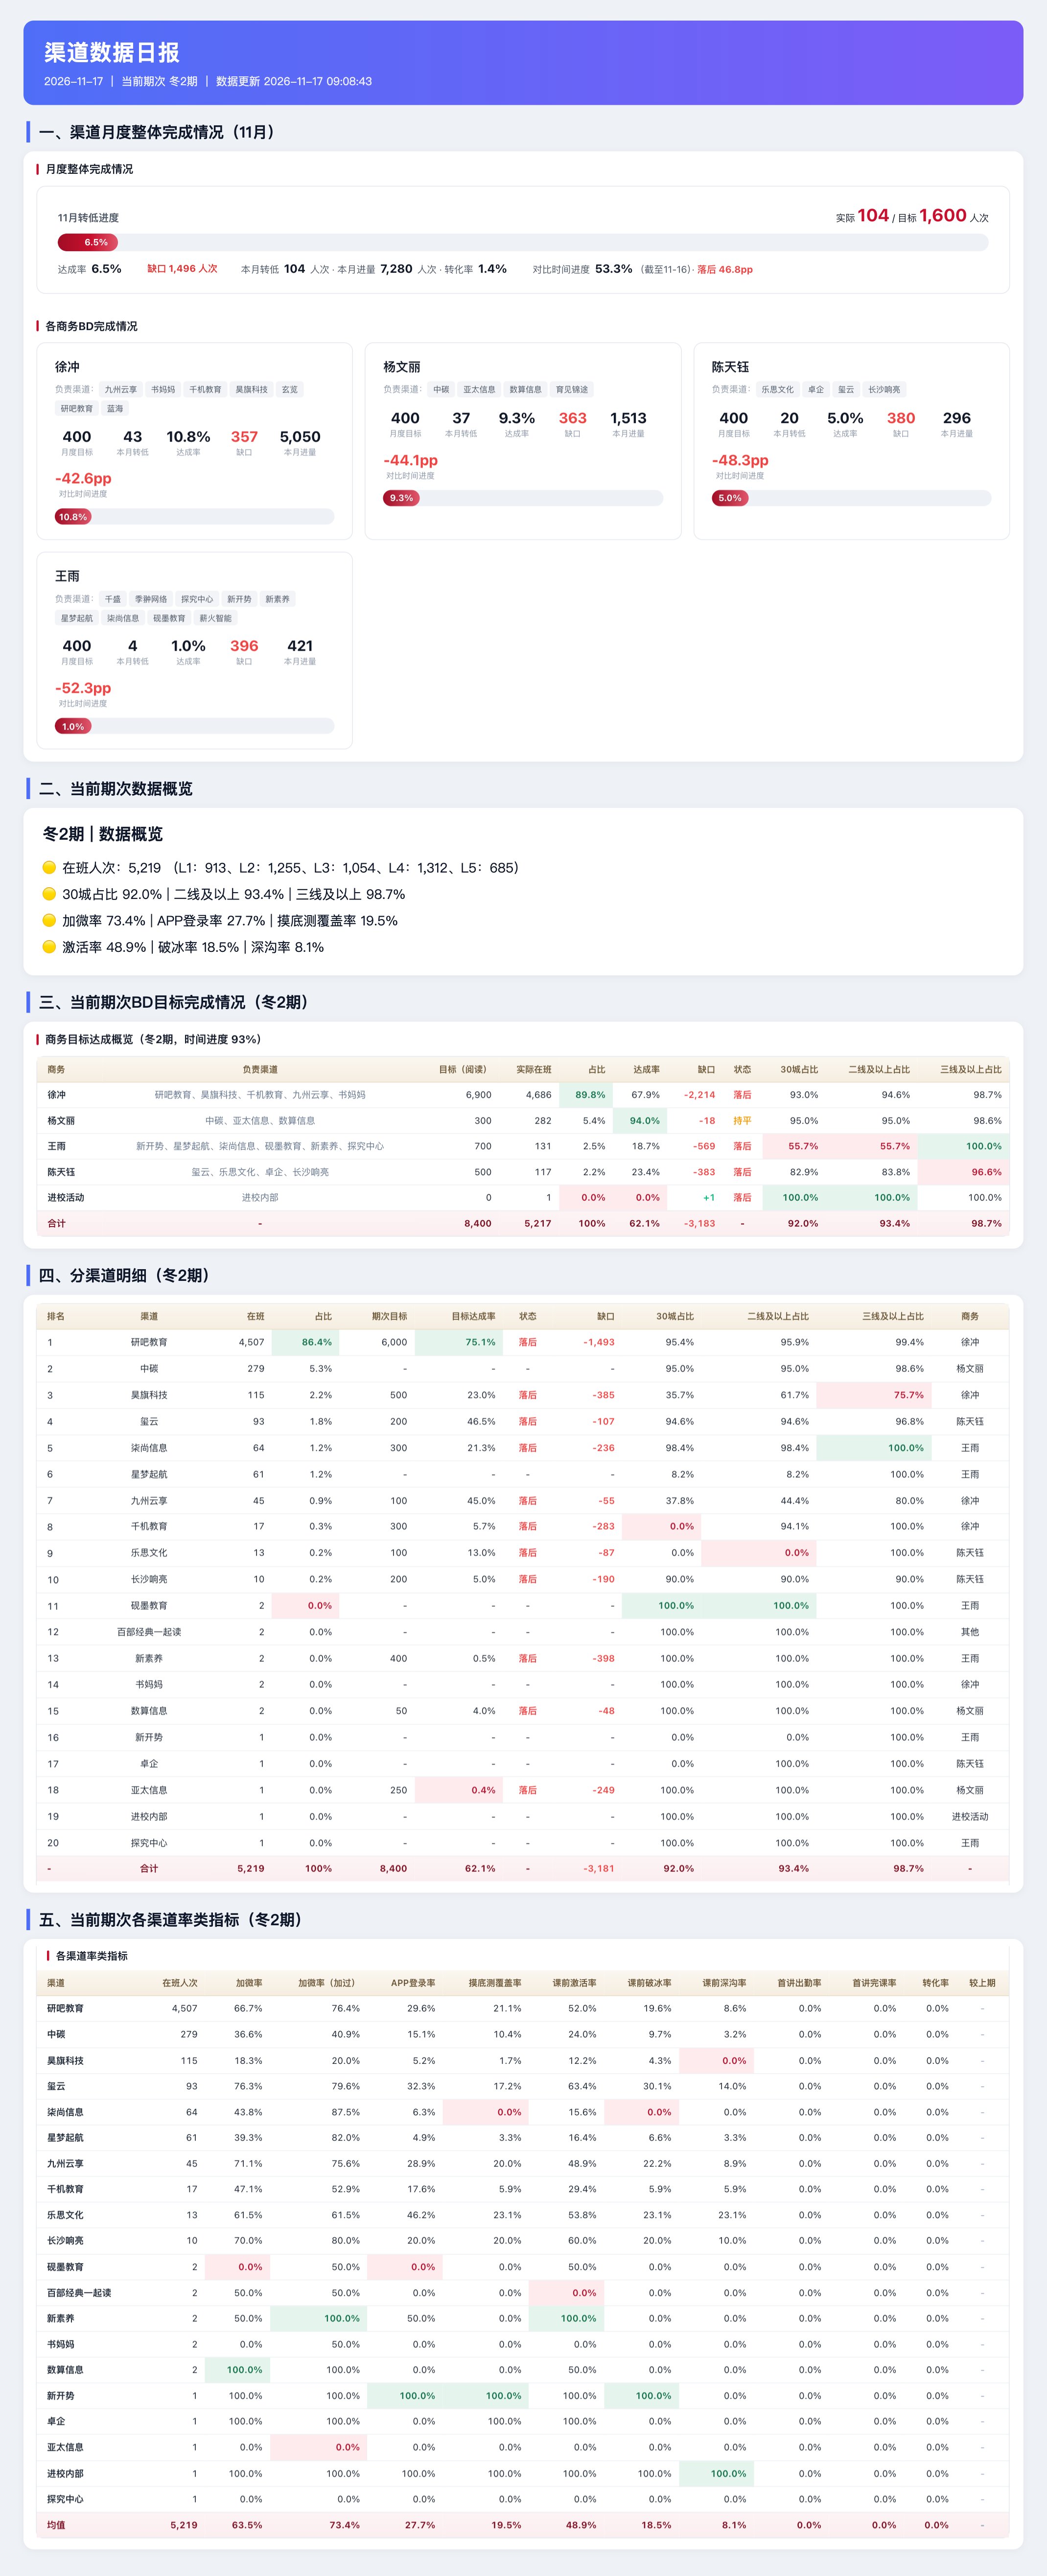 渠道数据日报
2026-11-17 | 当前期次 冬2期 | 数据更新 2026-11-17 09:08:43
一、渠道月度整体完成情况（11月）
月度整体完成情况
11月转低进度 实际 104 / 目标 1,600 人次
6.5%
达成率 6.5% 缺口 1,496 人次 本月转低 104 人次 · 本月进量 7,280 人次 · 转化率 1.4% 对比时间进度 53.3% （截至11-16）· 落后 46.8pp
各商务BD完成情况
徐冲
负责渠道： 九州云享 书妈妈 千机教育 昊旗科技 玄览
研吧教育 蓝海
400 43 10.8% 357 5,050
月度目标 本月转低 达成率 缺口 本月进量
-42.6pp
对比时间进度
10.8%
杨文丽
负责渠道： 中碳 亚太信息 数算信息 育见锦途
400 37 9.3% 363 1,513
月度目标 本月转低 达成率 缺口 本月进量
-44.1pp
对比时间进度
9.3%
陈天钰
负责渠道： 乐思文化 卓企 玺云 长沙响亮
400 20 5.0% 380 296
月度目标 本月转低 达成率 缺口 本月进量
-48.3pp
对比时间进度
5.0%
王雨
负责渠道： 千盛 季翀网络 探究中心 新开势 新素养
星梦起航 柒尚信息 砚墨教育 薪火智能
400 4 1.0% 396 421
月度目标 本月转低 达成率 缺口 本月进量
-52.3pp
对比时间进度
1.0%
二、当前期次数据概览
冬2期 | 数据概览
在班人次：5,219 （L1：913、L2：1,255、L3：1,054、L4：1,312、L5：685）
30城占比 92.0% | 二线及以上 93.4% | 三线及以上 98.7%
加微率 73.4% | APP登录率 27.7% | 摸底测覆盖率 19.5%
激活率 48.9% | 破冰率 18.5% | 深沟率 8.1%
三、当前期次BD目标完成情况（冬2期）
商务目标达成概览（冬2期，时间进度 93%）
商务 负责渠道 目标（阅读） 实际在班 占比 达成率 缺口 状态 30城占比 二线及以上占比 三线及以上占比
徐冲 研吧教育、昊旗科技、千机教育、九州云享、书妈妈 6,900 4,686 89.8% 67.9% -2,214 落后 93.0% 94.6% 98.7%
杨文丽 中碳、亚太信息、数算信息 300 282 5.4% 94.0% -18 持平 95.0% 95.0% 98.6%
王雨 新开势、星梦起航、柒尚信息、砚墨教育、新素养、探究中心 700 131 2.5% 18.7% -569 落后 55.7% 55.7% 100.0%
陈天钰 玺云、乐思文化、卓企、长沙响亮 500 117 2.2% 23.4% -383 落后 82.9% 83.8% 96.6%
进校活动 进校内部 0 1 0.0% 0.0% +1 落后 100.0% 100.0% 100.0%
合计 - 8,400 5,217 100% 62.1% -3,183 - 92.0% 93.4% 98.7%
四、分渠道明细（冬2期）
排名 渠道 在班 占比 期次目标 目标达成率 状态 缺口 30城占比 二线及以上占比 三线及以上占比 商务
1 研吧教育 4,507 86.4% 6,000 75.1% 落后 -1,493 95.4% 95.9% 99.4% 徐冲
2 中碳 279 5.3% - - - - 95.0% 95.0% 98.6% 杨文丽
3 昊旗科技 115 2.2% 500 23.0% 落后 -385 35.7% 61.7% 75.7% 徐冲
4 玺云 93 1.8% 200 46.5% 落后 -107 94.6% 94.6% 96.8% 陈天钰
5 柒尚信息 64 1.2% 300 21.3% 落后 -236 98.4% 98.4% 100.0% 王雨
6 星梦起航 61 1.2% - - - - 8.2% 8.2% 100.0% 王雨
7 九州云享 45 0.9% 100 45.0% 落后 -55 37.8% 44.4% 80.0% 徐冲
8 千机教育 17 0.3% 300 5.7% 落后 -283 0.0% 94.1% 100.0% 徐冲
9 乐思文化 13 0.2% 100 13.0% 落后 -87 0.0% 0.0% 100.0% 陈天钰
10 长沙响亮 10 0.2% 200 5.0% 落后 -190 90.0% 90.0% 90.0% 陈天钰
11 砚墨教育 2 0.0% - - - - 100.0% 100.0% 100.0% 王雨
12 百部经典一起读 2 0.0% - - - - 100.0% 100.0% 100.0% 其他
13 新素养 2 0.0% 400 0.5% 落后 -398 100.0% 100.0% 100.0% 王雨
14 书妈妈 2 0.0% - - - - 100.0% 100.0% 100.0% 徐冲
15 数算信息 2 0.0% 50 4.0% 落后 -48 100.0% 100.0% 100.0% 杨文丽
16 新开势 1 0.0% - - - - 0.0% 0.0% 100.0% 王雨
17 卓企 1 0.0% - - - - 0.0% 100.0% 100.0% 陈天钰
18 亚太信息 1 0.0% 250 0.4% 落后 -249 100.0% 100.0% 100.0% 杨文丽
19 进校内部 1 0.0% - - - - 100.0% 100.0% 100.0% 进校活动
20 探究中心 1 0.0% - - - - 100.0% 100.0% 100.0% 王雨
- 合计 5,219 100% 8,400 62.1% - -3,181 92.0% 93.4% 98.7% -
五、当前期次各渠道率类指标（冬2期）
各渠道率类指标
渠道 在班人次 加微率 加微率（加过） APP登录率 摸底测覆盖率 课前激活率 课前破冰率 课前深沟率 首讲出勤率 首讲完课率 转化率 较上期
研吧教育 4,507 66.7% 76.4% 29.6% 21.1% 52.0% 19.6% 8.6% 0.0% 0.0% 0.0% -
中碳 279 36.6% 40.9% 15.1% 10.4% 24.0% 9.7% 3.2% 0.0% 0.0% 0.0% -
昊旗科技 115 18.3% 20.0% 5.2% 1.7% 12.2% 4.3% 0.0% 0.0% 0.0% 0.0% -
玺云 93 76.3% 79.6% 32.3% 17.2% 63.4% 30.1% 14.0% 0.0% 0.0% 0.0% -
柒尚信息 64 43.8% 87.5% 6.3% 0.0% 15.6% 0.0% 0.0% 0.0% 0.0% 0.0% -
星梦起航 61 39.3% 82.0% 4.9% 3.3% 16.4% 6.6% 3.3% 0.0% 0.0% 0.0% -
九州云享 45 71.1% 75.6% 28.9% 20.0% 48.9% 22.2% 8.9% 0.0% 0.0% 0.0% -
千机教育 17 47.1% 52.9% 17.6% 5.9% 29.4% 5.9% 5.9% 0.0% 0.0% 0.0% -
乐思文化 13 61.5% 61.5% 46.2% 23.1% 53.8% 23.1% 23.1% 0.0% 0.0% 0.0% -
长沙响亮 10 70.0% 80.0% 20.0% 20.0% 60.0% 20.0% 10.0% 0.0% 0.0% 0.0% -
砚墨教育 2 0.0% 50.0% 0.0% 0.0% 50.0% 0.0% 0.0% 0.0% 0.0% 0.0% -
百部经典一起读 2 50.0% 50.0% 0.0% 0.0% 0.0% 0.0% 0.0% 0.0% 0.0% 0.0% -
新素养 2 50.0% 100.0% 50.0% 0.0% 100.0% 0.0% 0.0% 0.0% 0.0% 0.0% -
书妈妈 2 0.0% 50.0% 0.0% 0.0% 0.0% 0.0% 0.0% 0.0% 0.0% 0.0% -
数算信息 2 100.0% 100.0% 0.0% 0.0% 50.0% 0.0% 0.0% 0.0% 0.0% 0.0% -
新开势 1 100.0% 100.0% 100.0% 100.0% 100.0% 100.0% 0.0% 0.0% 0.0% 0.0% -
卓企 1 100.0% 100.0% 0.0% 100.0% 100.0% 0.0% 0.0% 0.0% 0.0% 0.0% -
亚太信息 1 0.0% 0.0% 0.0% 0.0% 0.0% 0.0% 0.0% 0.0% 0.0% 0.0% -
进校内部 1 100.0% 100.0% 100.0% 100.0% 100.0% 100.0% 100.0% 0.0% 0.0% 0.0% -
探究中心 1 0.0% 0.0% 0.0% 0.0% 0.0% 0.0% 0.0% 0.0% 0.0% 0.0% -
均值 5,219 63.5% 73.4% 27.7% 19.5% 48.9% 18.5% 8.1% 0.0% 0.0% 0.0% -